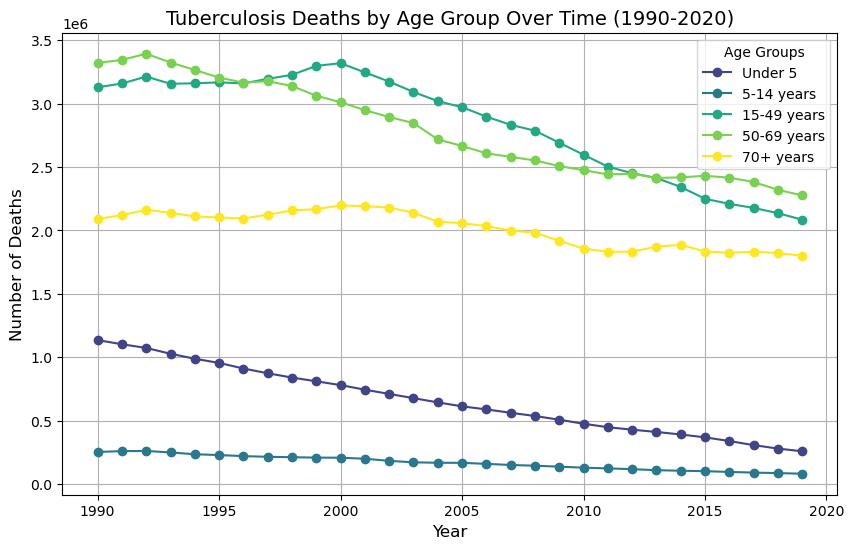 Tuberculosis Deaths by Age Group Over Time (1990-2020)
1e6
3.5
3.0
2.5
2.0
1.5
1.0
0.5
0.0
Number of Deaths
Age Groups
Under 5
5-14 years
15-49 years
50-69 years
70+ years
1990 1995 2000 2005 2010 2015 2020
Year